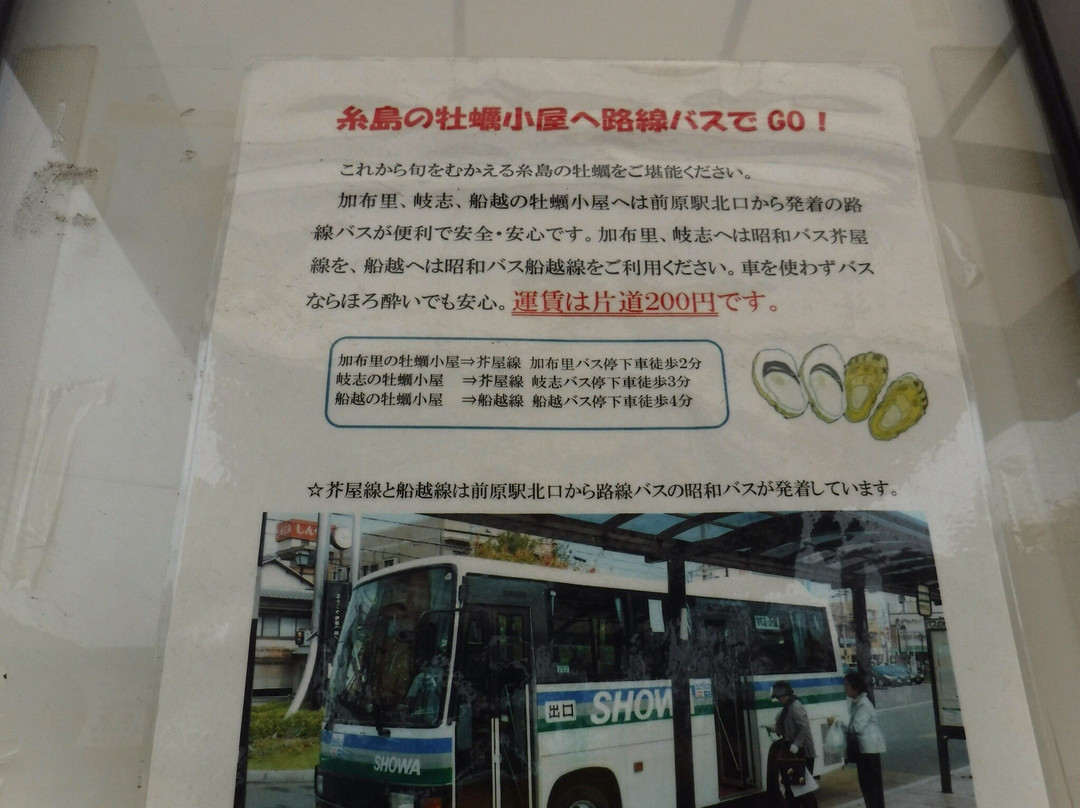 糸島の牡蠣小屋へ路線バスでGO！
これから旬をむかえる糸島の牡蠣をご堪能ください。
加布里、岐志、船越の牡蠣小屋へは前原駅北口から発着の路
線バスが便利で安全・安心です。加布里、岐志へは昭和バス芥屋
線を、船越へは昭和バス船越線をご利用ください。車を使わずバス
ならほろ酔いでも安心。運賃は片道200円です。
加布里の牡蠣小屋⇒芥屋線 加布里バス停下車徒歩2分
岐志の牡蠣小屋 ⇒芥屋線 岐志バス停下車徒歩3分
船越の牡蠣小屋 ⇒船越線 船越バス停下車徒歩4分
☆芥屋線と船越線は前原駅北口から路線バスの昭和バスが発着しています。
しん
出口
SHOWA
SHOWA